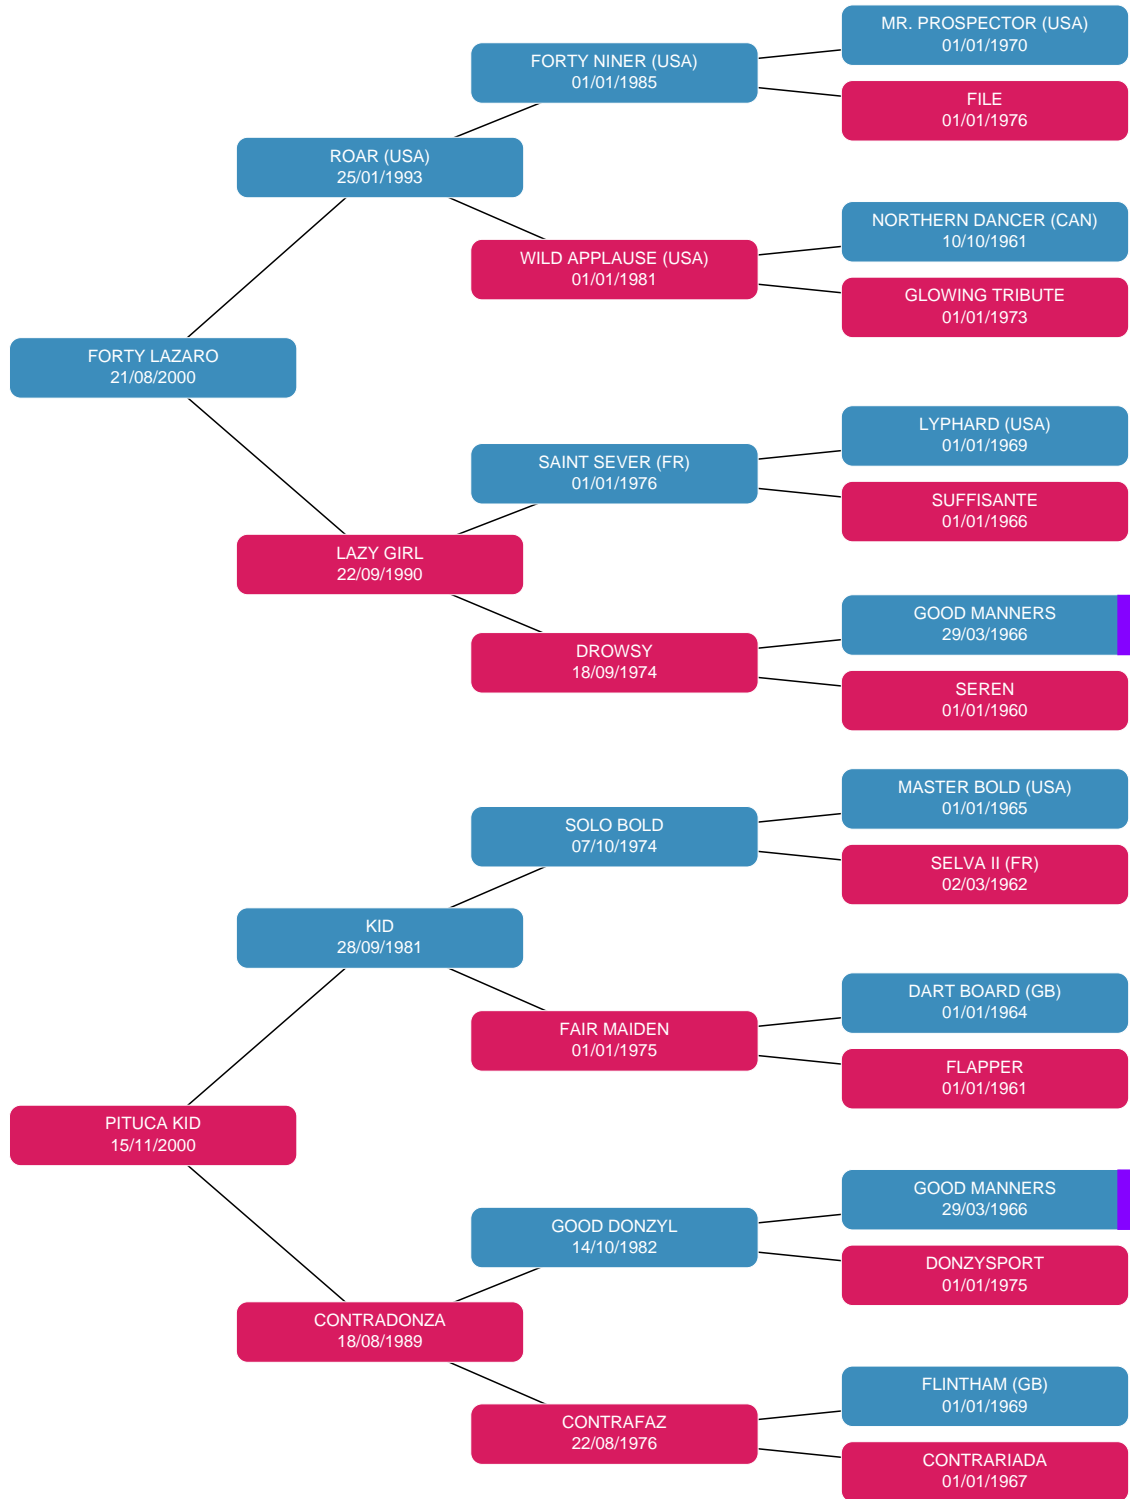 MR. PROSPECTOR (USA)
01/01/1970
FORTY NINER (USA)
01/01/1985
FILE
01/01/1976
ROAR (USA)
25/01/1993
NORTHERN DANCER (CAN)
10/10/1961
WILD APPLAUSE (USA)
01/01/1981
GLOWING TRIBUTE
01/01/1973
FORTY LAZARO
21/08/2000
LYPHARD (USA)
01/01/1969
SAINT SEVER (FR)
01/01/1976
SUFFISANTE
01/01/1966
LAZY GIRL
22/09/1990
GOOD MANNERS
29/03/1966
DROWSY
18/09/1974
SEREN
01/01/1960
MASTER BOLD (USA)
01/01/1965
SOLO BOLD
07/10/1974
SELVA II (FR)
02/03/1962
KID
28/09/1981
DART BOARD (GB)
01/01/1964
FAIR MAIDEN
01/01/1975
FLAPPER
01/01/1961
PITUCA KID
15/11/2000
GOOD MANNERS
29/03/1966
GOOD DONZYL
14/10/1982
DONZYSPORT
01/01/1975
CONTRADONZA
18/08/1989
FLINTHAM (GB)
01/01/1969
CONTRAFAZ
22/08/1976
CONTRARIADA
01/01/1967